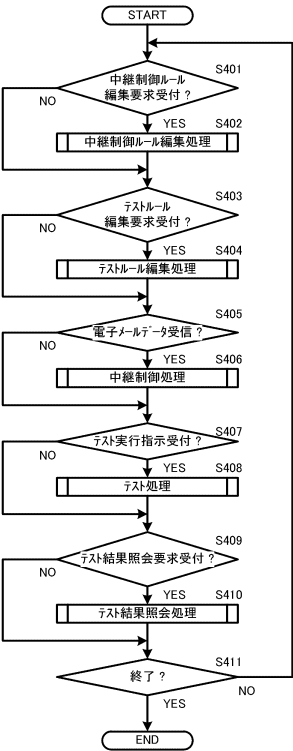 START
S401
中継制御ルール
編集要求受付？
NO
YES
S402
中継制御ルール編集処理
S403
テストルール
編集要求受付？
NO
YES
S404
テストルール編集処理
S405
電子メールデータ受信？
NO
YES
S406
中継制御処理
S407
テスト実行指示受付？
NO
YES
S408
テスト処理
S409
テスト結果照会要求受付？
NO
YES
S410
テスト結果照会処理
S411
終了？
NO
YES
END